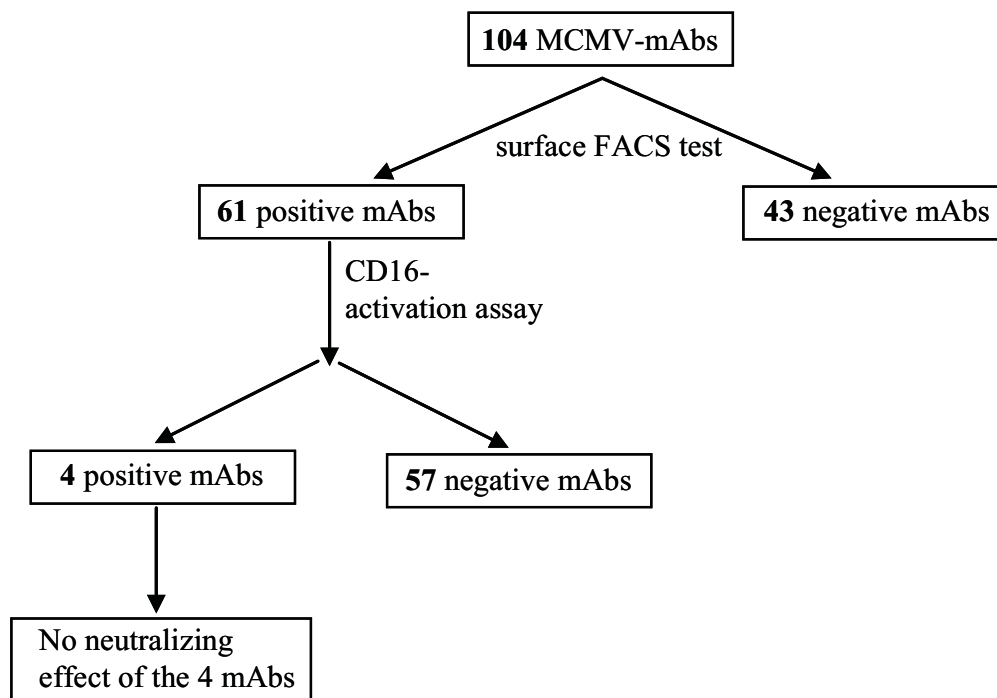 104 MCMV-mAbs
surface FACS test
61 positive mAbs
43 negative mAbs
CD16-
activation assay
4 positive mAbs
57 negative mAbs
No neutralizing
effect of the 4 mAbs